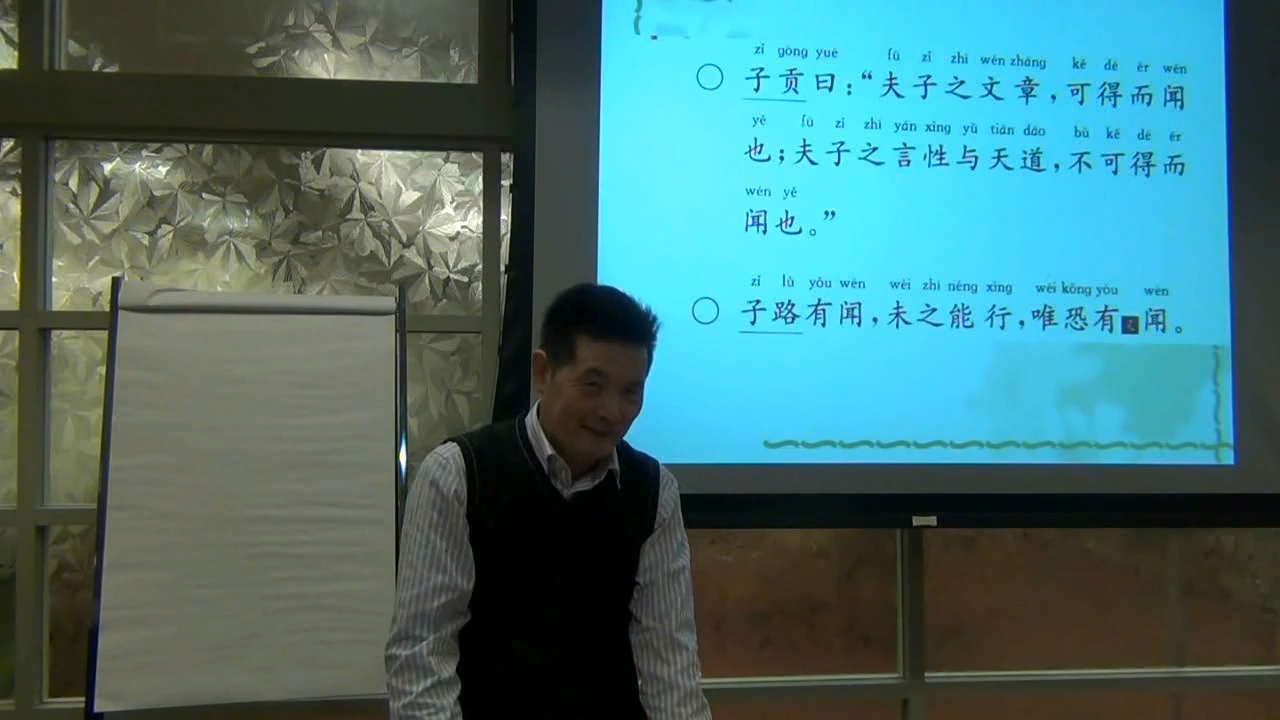 zǐ gòng yuē fū zǐ zhī wén zhāng kě dé ér wén
子贡曰：“夫子之文章，可得而闻
yě fū zǐ zhī yán xìng yǔ tiān dào bù kě dé ér
也；夫子之言性与天道，不可得而
wén yě
闻也。”
zǐ lù yǒu wén wèi zhī néng xíng wéi kǒng yòu wén
子路有闻，未之能行，唯恐有闻。